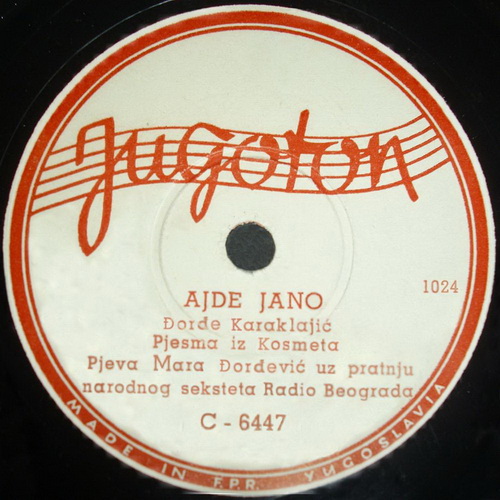 Jugoton
1024
AJDE JANO
Đorđe Karaklajić
Pjesma iz Kosmeta
Pjeva Mara Đorđević uz pratnju
narodnog seksteta Radio Beograda
C - 6447
MADE IN F.P.R. YUGOSLAVIA